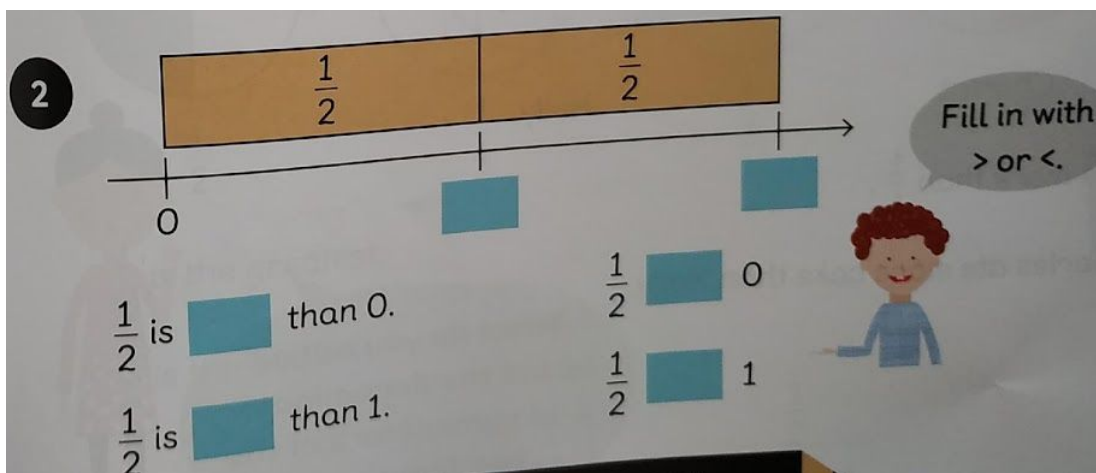 2
1/2 1/2
Fill in with
> or <.
0
1/2 is than 0.
1/2 0
1/2 is than 1.
1/2 1